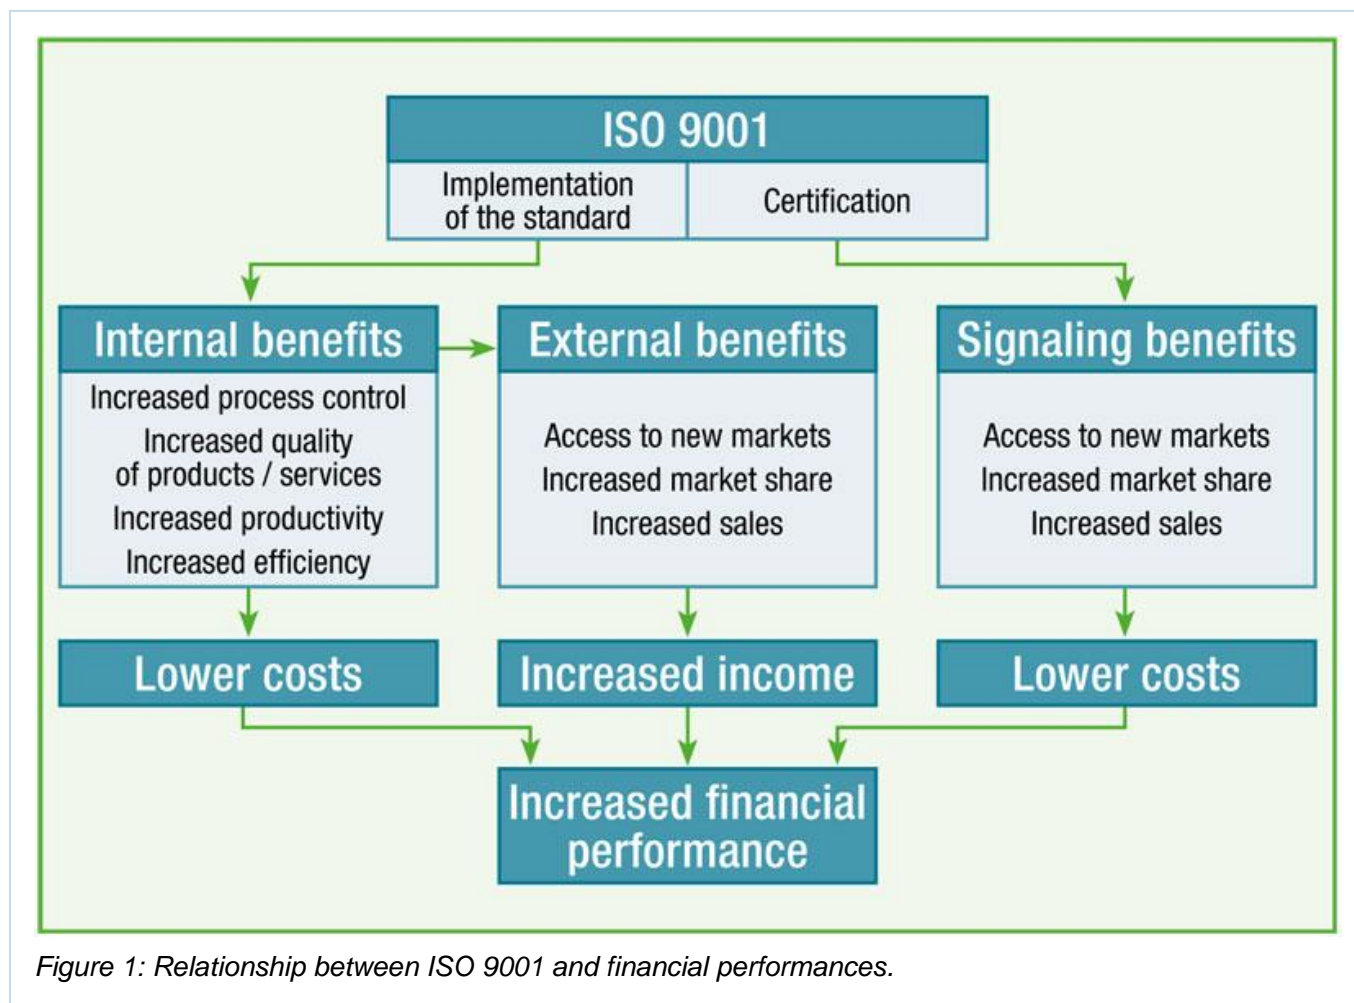 ISO 9001
Implementation
of the standard
Certification
Internal benefits
Increased process control
Increased quality
of products / services
Increased productivity
Increased efficiency
External benefits
Access to new markets
Increased market share
Increased sales
Signaling benefits
Access to new markets
Increased market share
Increased sales
Lower costs
Increased income
Lower costs
Increased financial
performance
Figure 1: Relationship between ISO 9001 and financial performances.